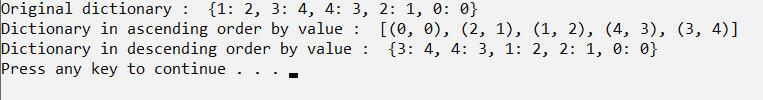 Original dictionary :  {1: 2, 3: 4, 4: 3, 2: 1, 0: 0}
Dictionary in ascending order by value :  [(0, 0), (2, 1), (1, 2), (4, 3), (3, 4)]
Dictionary in descending order by value :  {3: 4, 4: 3, 1: 2, 2: 1, 0: 0}
Press any key to continue . . .